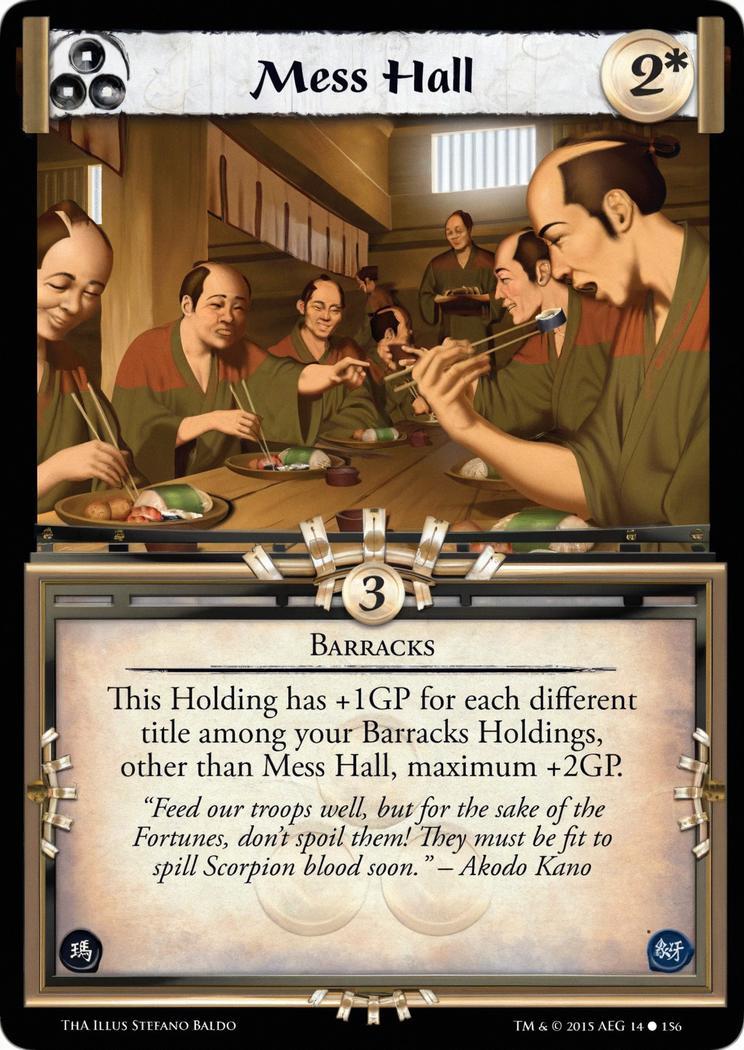 Mess Hall
2*
3
Barracks
This Holding has +1GP for each different
title among your Barracks Holdings,
other than Mess Hall, maximum +2GP.
“Feed our troops well, but for the sake of the
Fortunes, don’t spoil them! They must be fit to
spill Scorpion blood soon.” – Akodo Kano
瑪
ThA Illus Stefano Baldo
TM & © 2015 AEG 14 ● 156